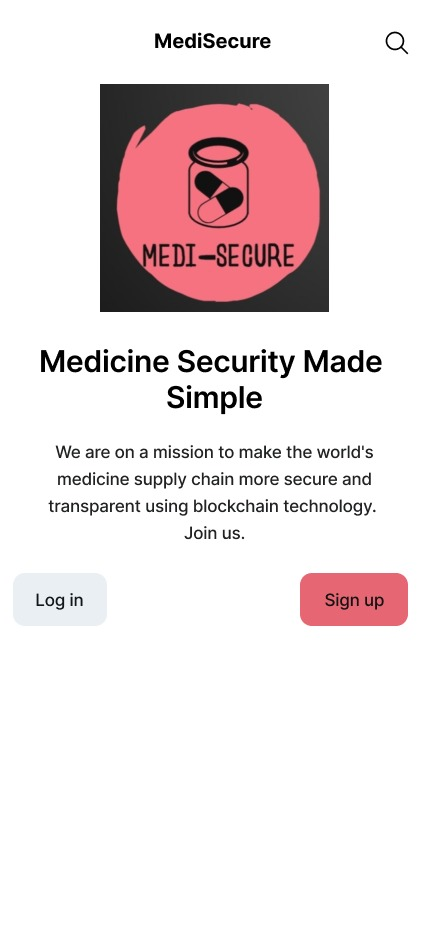 MediSecure
MEDI-SECURE
Medicine Security Made
Simple
We are on a mission to make the world's
medicine supply chain more secure and
transparent using blockchain technology.
Join us.
Log in
Sign up